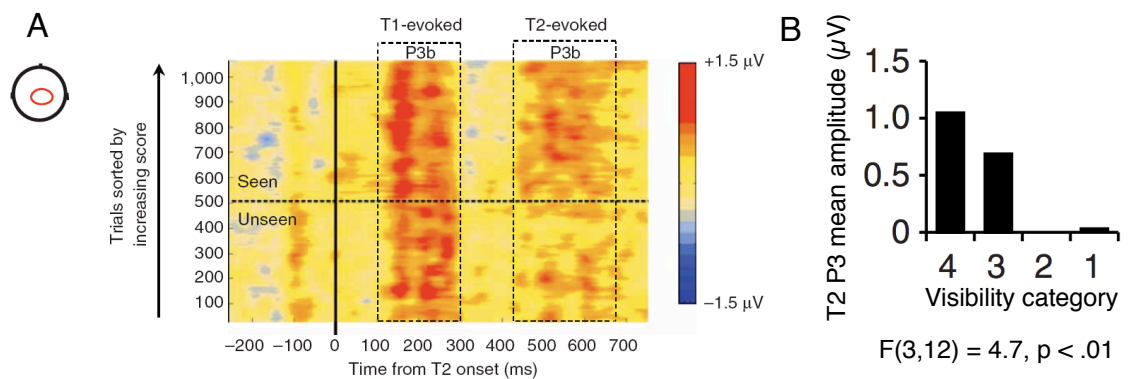 A
T1-evoked
T2-evoked
P3b
P3b
Trials sorted by
increasing score
1,000
900
800
700
600
500
400
300
200
100
Seen
Unseen
−200 −100 0 100 200 300 400 500 600 700
Time from T2 onset (ms)
+1.5 µV
−1.5 µV
B
T2 P3 mean amplitude (µV)
1.5
1.0
0.5
0
4 3 2 1
Visibility category
F(3,12) = 4.7, p < .01